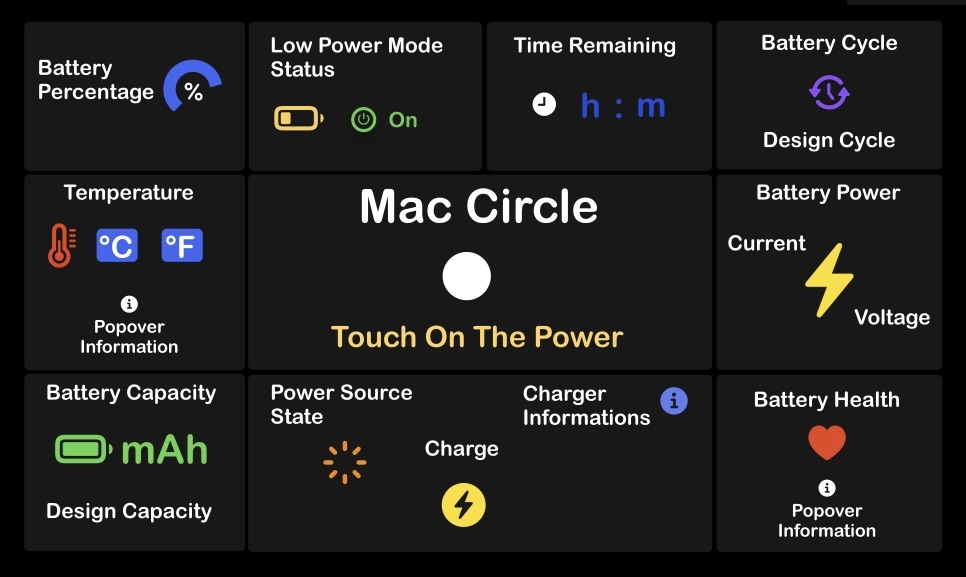 Battery
Percentage
%
Low Power Mode
Status
On
Time Remaining
h : m
Battery Cycle
Design Cycle
Temperature
°C
°F
i
Popover
Information
Mac Circle
Touch On The Power
Battery Power
Current
Voltage
Battery Capacity
mAh
Design Capacity
Power Source
State
Charger
Informations
i
Charge
Battery Health
i
Popover
Information